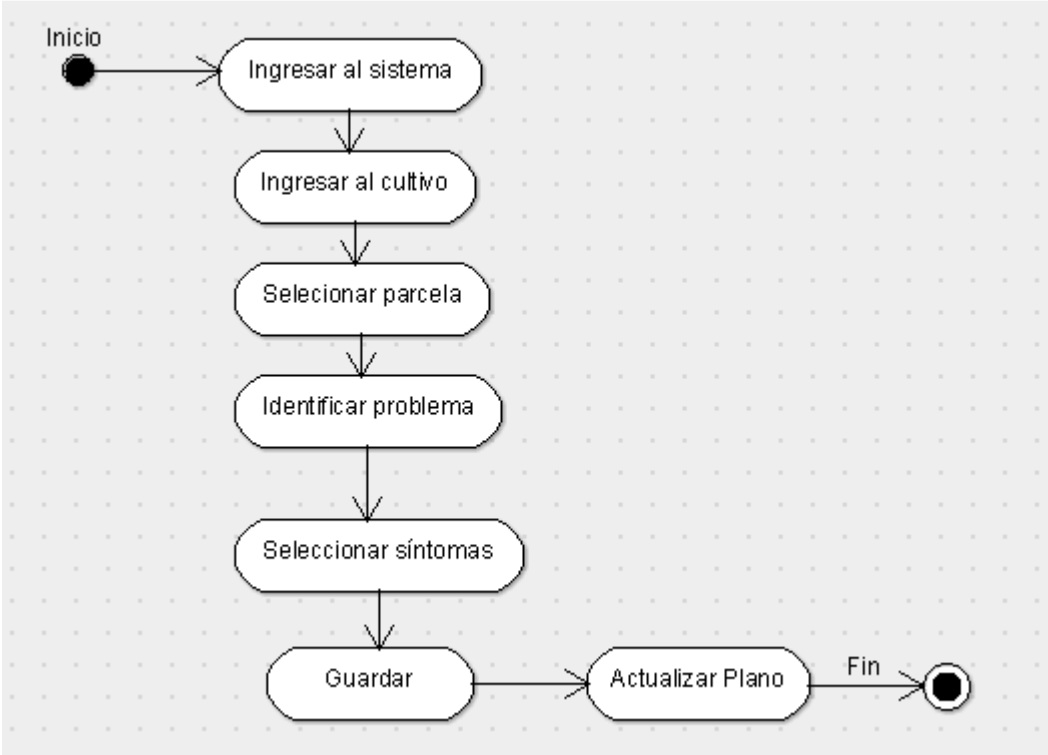 Inicio
Ingresar al sistema
Ingresar al cultivo
Selecionar parcela
Identificar problema
Seleccionar síntomas
Guardar
Actualizar Plano
Fin